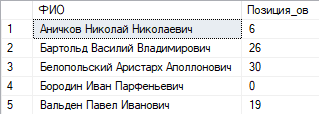 ФИО Позиция_ов
1 Аничков Николай Николаевич 6
2 Бартольд Василий Владимирович 26
3 Белопольский Аристарх Аполлонович 30
4 Бородин Иван Парфеньевич 0
5 Вальден Павел Иванович 19